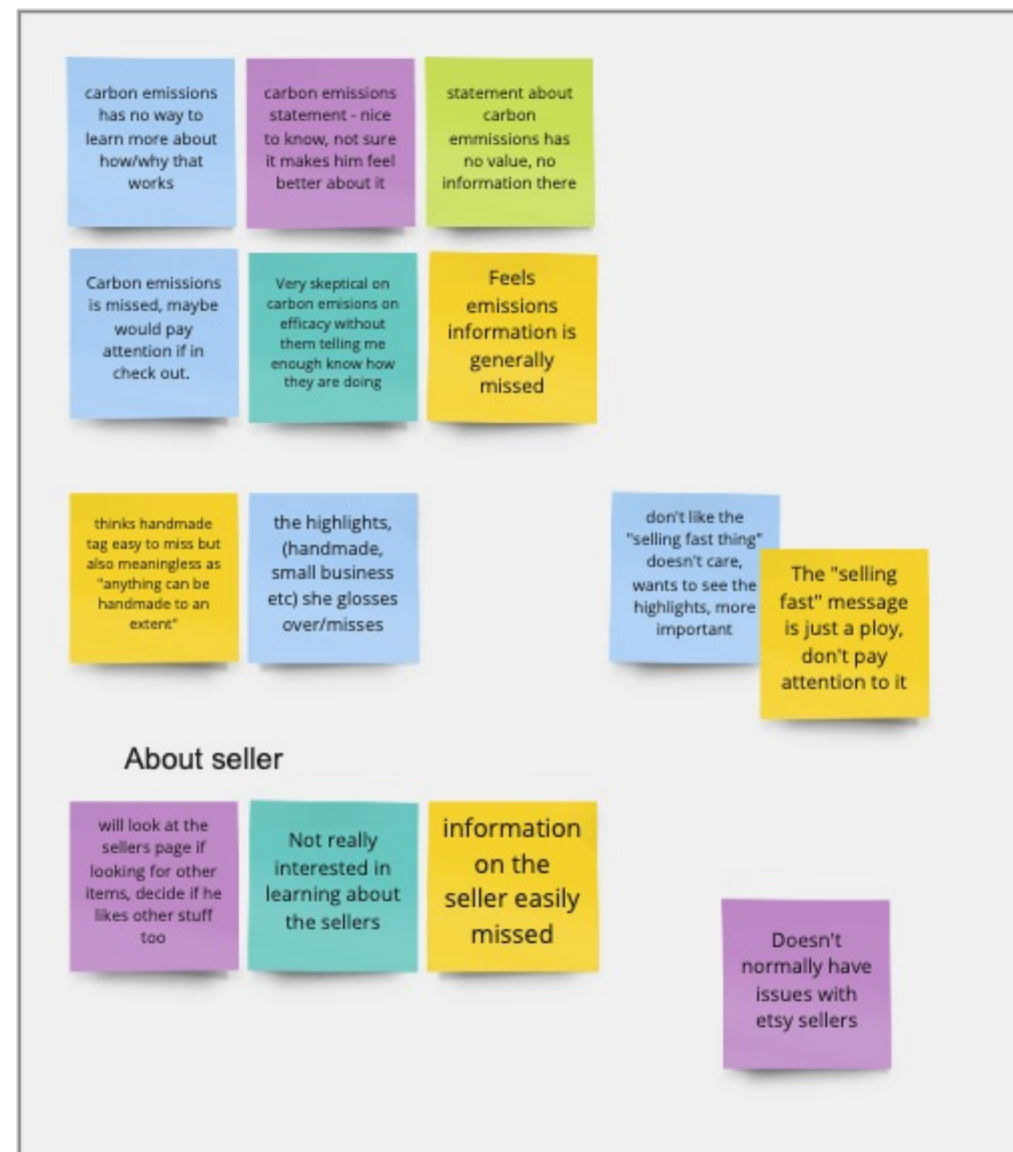 carbon emissions
has no way to
learn more about
how/why that
works
carbon emissions
statement - nice
to know, not sure
it makes him feel
better about it
statement about
carbon
emmissions has
no value, no
information there
Carbon emissions
is missed, maybe
would pay
attention if in
check out.
Very skeptical on
carbon emisions on
efficacy without
them telling me
enough know how
they are doing
Feels
emissions
information is
generally
missed
thinks handmade
tag easy to miss but
also meaningless as
"anything can be
handmade to an
extent"
the highlights,
(handmade,
small business
etc) she glosses
over/misses
don't like the
"selling fast thing"
doesn't care,
wants to see the
highlights, more
important
The "selling
fast" message
is just a ploy,
don't pay
attention to it
About seller
will look at the
sellers page if
looking for other
items, decide if he
likes other stuff
too
Not really
interested in
learning about
the sellers
information
on the
seller easily
missed
Doesn't
normally have
issues with
etsy sellers